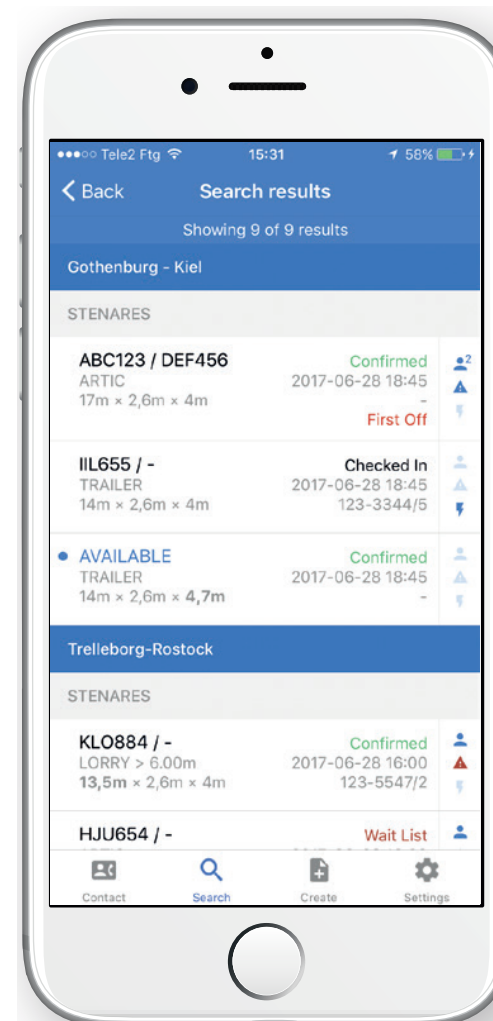 Tele2 Ftg 15:31 58%
Back Search results
Showing 9 of 9 results
Gothenburg - Kiel
STENARES
ABC123 / DEF456 Confirmed 2
ARTIC 2017-06-28 18:45
17m × 2,6m × 4m -
First Off
IIL655 / - Checked In
TRAILER 2017-06-28 18:45
14m × 2,6m × 4m 123-3344/5
AVAILABLE Confirmed
TRAILER 2017-06-28 18:45
14m × 2,6m × 4,7m -
Trelleborg-Rostock
STENARES
KLO884 / - Confirmed
LORRY > 6.00m 2017-06-28 16:00
13,5m × 2,6m × 4m 123-5547/2
HJU654 / - Wait List
Contact Search Create Settings